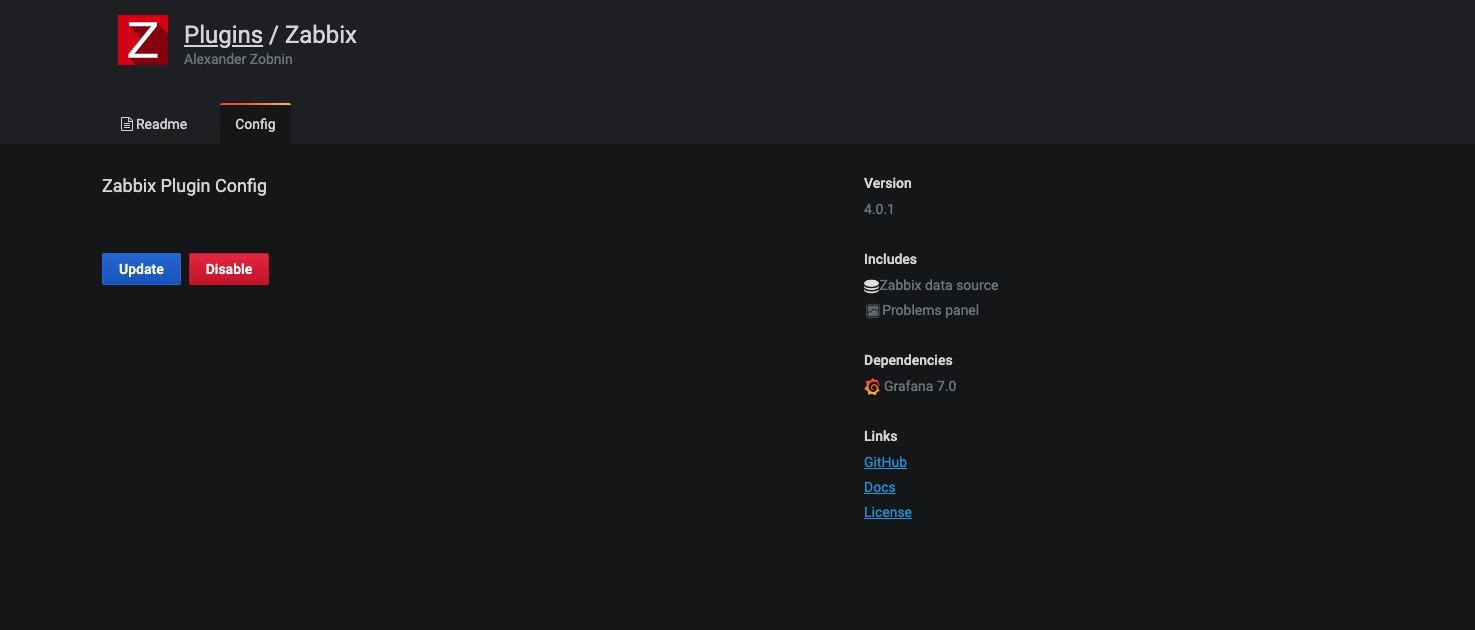 Z
Plugins / Zabbix
Alexander Zobnin
Readme
Config
Zabbix Plugin Config
Update
Disable
Version
4.0.1
Includes
Zabbix data source
Problems panel
Dependencies
Grafana 7.0
Links
GitHub
Docs
License